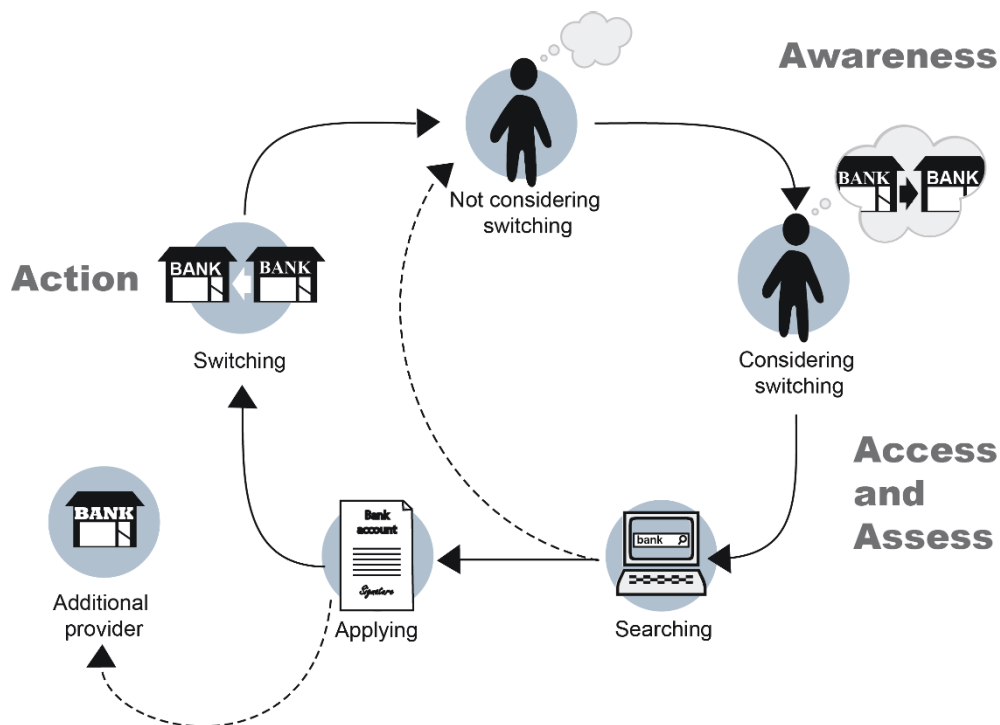 Awareness
Not considering
switching
BANK
BANK
Considering
switching
Access
and
Assess
bank
Searching
Bank
account
Signature
Applying
BANK
Additional
provider
Action
BANK
BANK
Switching